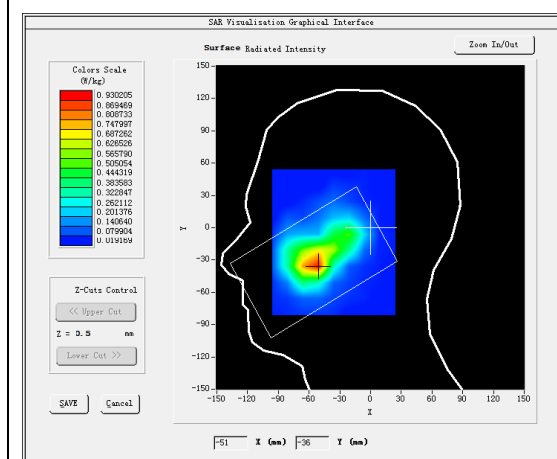 SAR Visualisation Graphical Interface
Surface Radiated Intensity
Zoom In/Out
Colors Scale
(W/kg)
0.930205
0.869469
0.808733
0.747997
0.687262
0.626526
0.565790
0.505054
0.444319
0.383583
0.322847
0.262112
0.201376
0.140640
0.079904
0.019169
150
120
90
60
30
0
-30
-60
-90
-120
-150
Y
-150 -120 -90 -60 -30 0 30 60 90 120 150
X
Z-Cuts Control
<< Upper Cut
Z = 0.5 mm
Lower Cut >>
SAVE Cancel
-51 X (mm) -36 Y (mm)